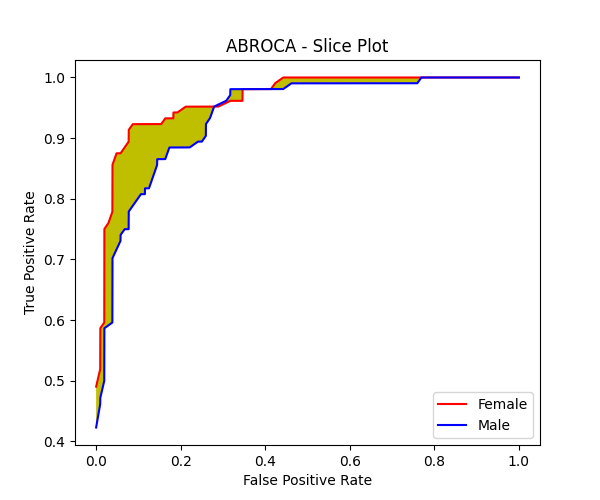 ABROCA - Slice Plot
True Positive Rate
1.0
0.9
0.8
0.7
0.6
0.5
0.4
0.0 0.2 0.4 0.6 0.8 1.0
False Positive Rate
Female
Male